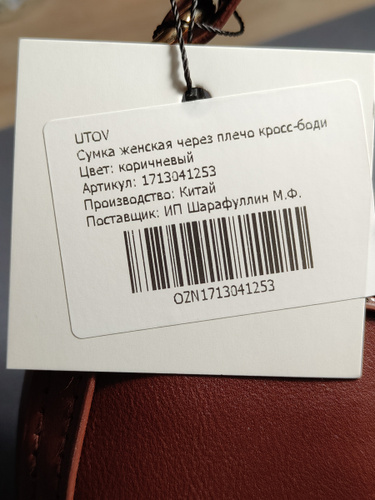 UTOV
Сумка женская через плечо кросс-боди
Цвет: коричневый
Артикул: 1713041253
Производство: Китай
Поставщик: ИП Шарафуллин М.Ф.
OZN1713041253